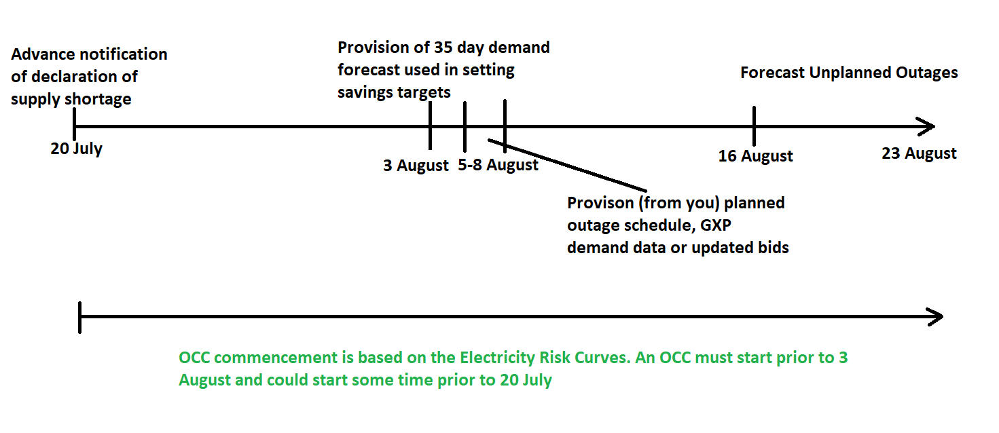 Advance notification
of declaration of
supply shortage
Provision of 35 day demand
forecast used in setting
savings targets
Forecast Unplanned Outages
20 July
3 August
5-8 August
16 August
23 August
Provison (from you) planned
outage schedule, GXP
demand data or updated bids
OCC commencement is based on the Electricity Risk Curves. An OCC must start prior to 3
August and could start some time prior to 20 July